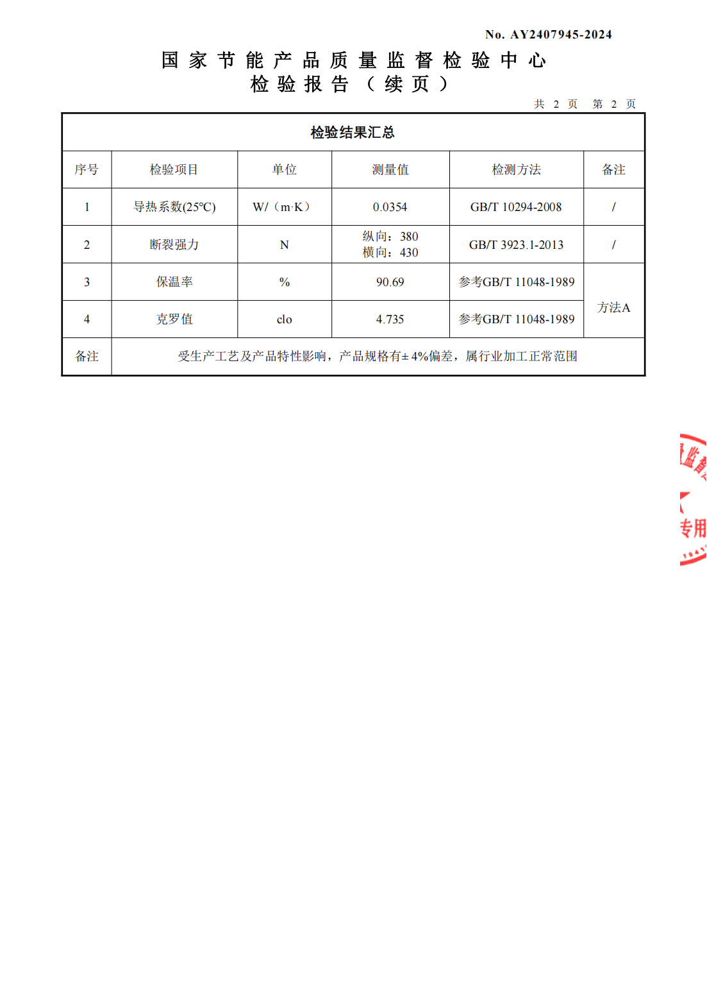 No. AY2407945-2024
国家节能产品质量监督检验中心
检验报告（续页）
共 2 页 第 2 页
检验结果汇总
序号 检验项目 单位 测量值 检测方法 备注
1 导热系数(25℃) W/（m·K） 0.0354 GB/T 10294-2008 /
2 断裂强力 N 纵向：380 GB/T 3923.1-2013 /
横向：430
3 保温率 % 90.69 参考GB/T 11048-1989 方法A
4 克罗值 clo 4.735 参考GB/T 11048-1989
备注 受生产工艺及产品特性影响，产品规格有± 4%偏差，属行业加工正常范围
量监督
专用
1941